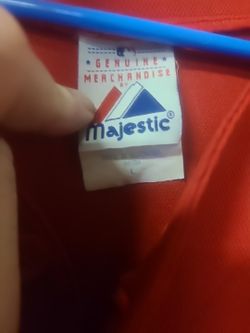 GENUINE
MERCHANDISE
BY
Majestic®
L